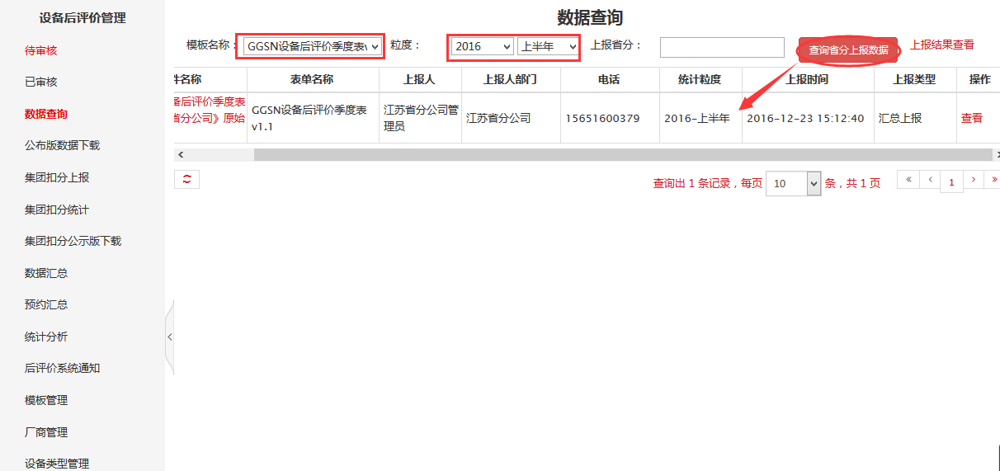 设备后评价管理
待审核
已审核
数据查询
公布版数据下载
集团扣分上报
集团扣分统计
集团扣分公示版下载
数据汇总
预约汇总
统计分析
后评价系统通知
模板管理
厂商管理
设备类型管理
数据查询
模板名称： GGSN设备后评价季度表v 粒度： 2016 上半年 上报省分： 查询省分上报数据 上报结果查看
件名称 表单名称 上报人 上报人部门 电话 统计粒度 上报时间 上报类型 操作
备后评价季度表 GGSN设备后评价季度表 江苏省分公司管 江苏省分公司 15651600379 2016-上半年 2016-12-23 15:12:40 汇总上报 查看
省分公司》原始 v1.1 理员
查询出 1 条记录，每页 10 条，共 1 页 « ‹ 1 › »